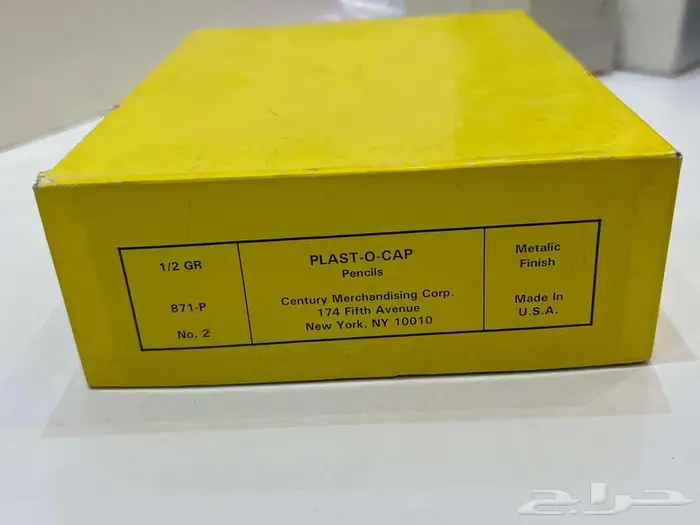 1/2 GR
871-P
No. 2
PLAST-O-CAP
Pencils
Century Merchandising Corp.
174 Fifth Avenue
New York, NY 10010
Metalic
Finish
Made In
U.S.A.
حراج